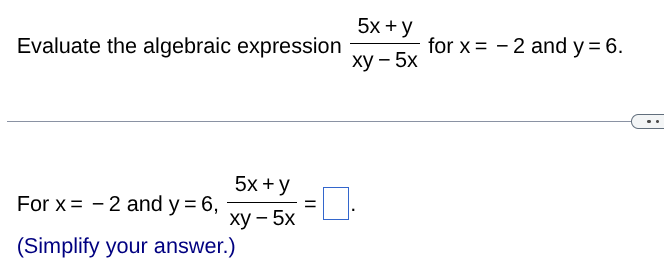 Evaluate the algebraic expression (5x + y)/(xy − 5x) for x = − 2 and y = 6.
For x = − 2 and y = 6, (5x + y)/(xy − 5x) = .
(Simplify your answer.)